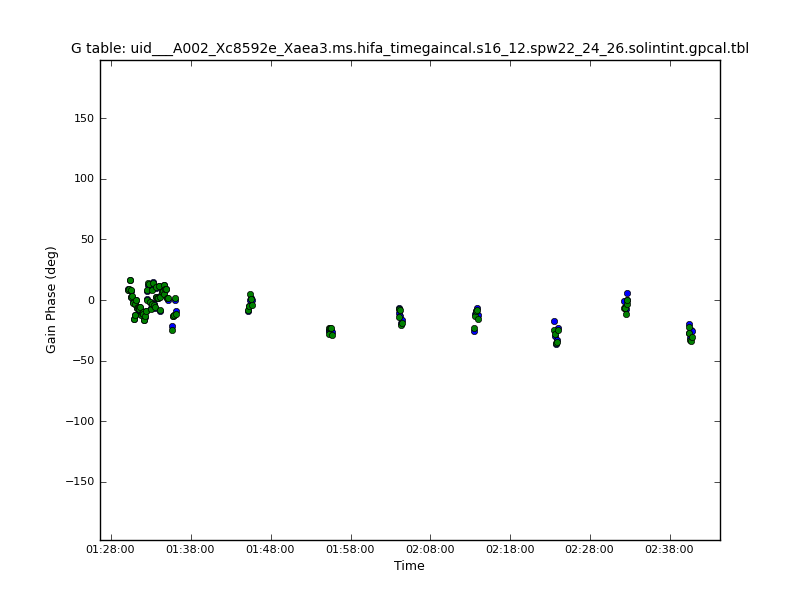 G table: uid___A002_Xc8592e_Xaea3.ms.hifa_timegaincal.s16_12.spw22_24_26.solintint.gpcal.tbl
150
100
50
0
−50
−100
−150
Gain Phase (deg)
01:28:00 01:38:00 01:48:00 01:58:00 02:08:00 02:18:00 02:28:00 02:38:00
Time